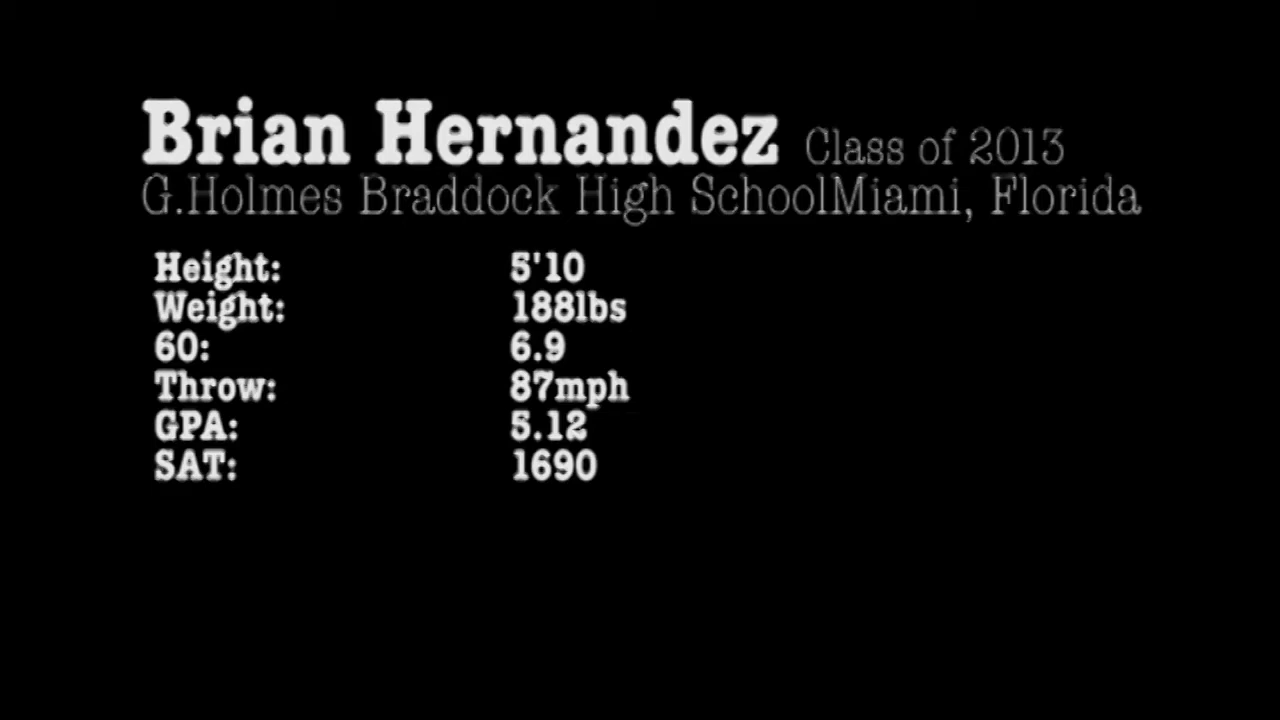 Brian Hernandez Class of 2013
G.Holmes Braddock High SchoolMiami, Florida
Height: 5'10
Weight: 188lbs
60: 6.9
Throw: 87mph
GPA: 5.12
SAT: 1690